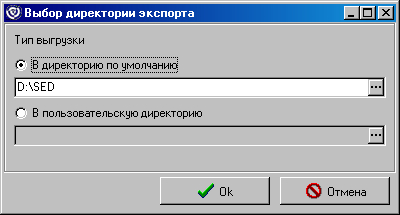 Выбор директории экспорта
Тип выгрузки
В директорию по умолчанию
D:\SED
...
В пользовательскую директорию
...
Ok
Отмена